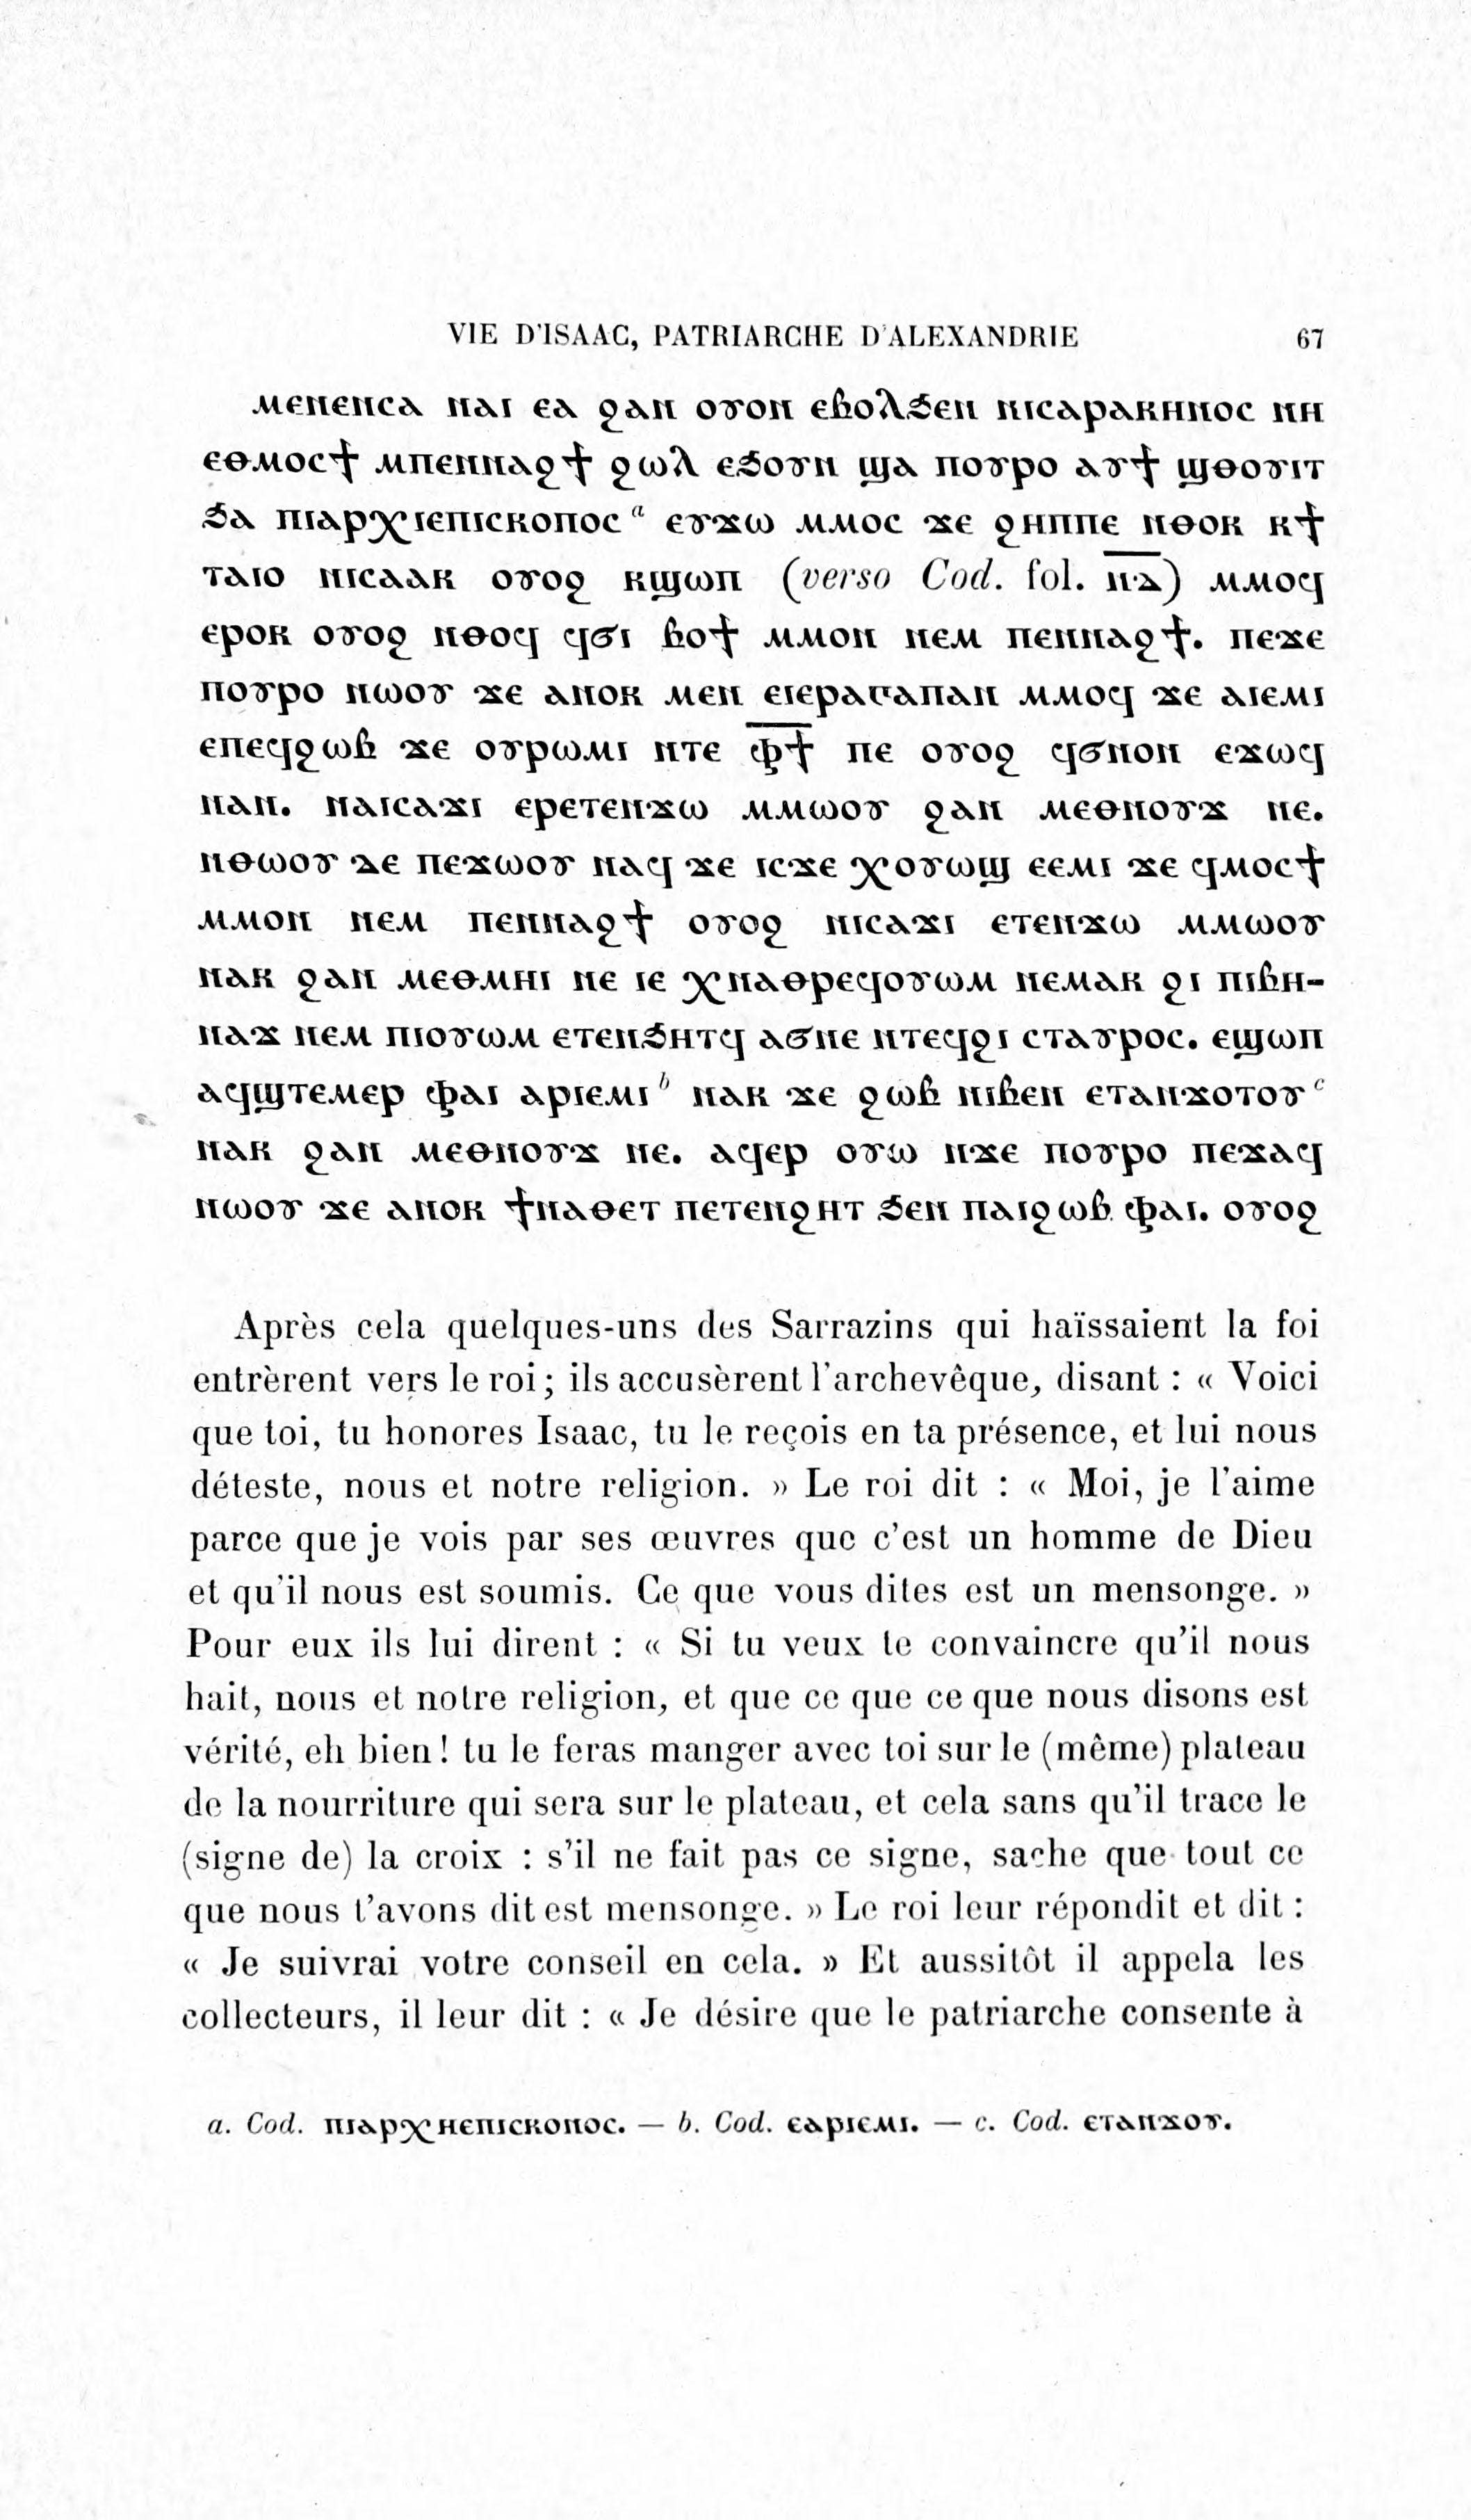 VIE D'ISAAC, PATRIARCHE D'ALEXANDRIE 67
ⲙⲉⲛⲉⲛⲥⲁ ⲛⲁⲓ ⲉⲁ ϩⲁⲛ ⲟⲩⲟⲛ ⲉⲃⲟⲗϧⲉⲛ ⲛⲓⲥⲁⲣⲁⲕⲏⲛⲟⲥ ⲛⲏ
ⲉⲑⲙⲟⲥϯ ⲙⲡⲉⲛⲛⲁϩϯ ϩⲱⲗ ⲉϧⲟⲩⲛ ϣⲁ ⲡⲟⲩⲣⲟ ⲁⲩϯ ϣⲑⲟⲩⲓⲧ
ϧⲁ ⲡⲓⲁⲣⲭⲓⲉⲡⲓⲥⲕⲟⲡⲟⲥ a ⲉⲩϫⲱ ⲙⲙⲟⲥ ϫⲉ ϩⲏⲡⲡⲉ ⲛⲑⲟⲕ ⲕϯ
ⲧⲁⲓⲟ ⲛⲓⲥⲁⲁⲕ ⲟⲩⲟϩ ⲕϣⲱⲡ (verso Cod. fol. ⲛ̅ⲇ̅) ⲙⲙⲟϥ
ⲉⲣⲟⲕ ⲟⲩⲟϩ ⲛⲑⲟϥ ϥϭⲓ ⲃⲟϯ ⲙⲙⲟⲛ ⲛⲉⲙ ⲡⲉⲛⲛⲁϩϯ. ⲡⲉϫⲉ
ⲡⲟⲩⲣⲟ ⲛⲱⲟⲩ ϫⲉ ⲁⲛⲟⲕ ⲙⲉⲛ ⲉⲓⲉⲣⲁⲅⲁⲡⲁⲛ ⲙⲙⲟϥ ϫⲉ ⲁⲓⲉⲙⲓ
ⲉⲡⲉϥϩⲱⲃ ϫⲉ ⲟⲩⲣⲱⲙⲓ ⲛⲧⲉ ⲫ̅ϯ̅ ⲡⲉ ⲟⲩⲟϩ ϥϭⲛⲟⲛ ⲉϫⲱϥ
ⲛⲁⲛ. ⲛⲁⲓⲥⲁϫⲓ ⲉⲣⲉⲧⲉⲛϫⲱ ⲙⲙⲱⲟⲩ ϩⲁⲛ ⲙⲉⲑⲛⲟⲩϫ ⲛⲉ.
ⲛⲑⲱⲟⲩ ⲇⲉ ⲡⲉϫⲱⲟⲩ ⲛⲁϥ ϫⲉ ⲓⲥϫⲉ ⲭⲟⲩⲱϣ ⲉⲉⲙⲓ ϫⲉ ϥⲙⲟⲥϯ
ⲙⲙⲟⲛ ⲛⲉⲙ ⲡⲉⲛⲛⲁϩϯ ⲟⲩⲟϩ ⲛⲓⲥⲁϫⲓ ⲉⲧⲉⲛϫⲱ ⲙⲙⲱⲟⲩ
ⲛⲁⲕ ϩⲁⲛ ⲙⲉⲑⲙⲏⲓ ⲛⲉ ⲓⲉ ⲭⲛⲁⲑⲣⲉϥⲟⲩⲱⲙ ⲛⲉⲙⲁⲕ ϩⲓ ⲡⲓⲃⲏ-
ⲛⲁϫ ⲛⲉⲙ ⲡⲓⲟⲩⲱⲙ ⲉⲧⲉⲛϧⲏⲧϥ ⲁϭⲛⲉ ⲛⲧⲉϥϩⲓ ⲥⲧⲁⲩⲣⲟⲥ. ⲉϣⲱⲡ
ⲁϥϣⲧⲉⲙⲉⲣ ⲫⲁⲓ ⲁⲣⲓⲉⲙⲓ b ⲛⲁⲕ ϫⲉ ϩⲱⲃ ⲛⲓⲃⲉⲛ ⲉⲧⲁⲛϫⲟⲧⲟⲩ c
ⲛⲁⲕ ϩⲁⲛ ⲙⲉⲑⲛⲟⲩϫ ⲛⲉ. ⲁϥⲉⲣ ⲟⲩⲱ ⲛϫⲉ ⲡⲟⲩⲣⲟ ⲡⲉϫⲁϥ
ⲛⲱⲟⲩ ϫⲉ ⲁⲛⲟⲕ ϯⲛⲁⲑⲉⲧ ⲡⲉⲧⲉⲛϩⲏⲧ ϧⲉⲛ ⲡⲁⲓϩⲱⲃ ⲫⲁⲓ. ⲟⲩⲟϩ
Après cela quelques-uns des Sarrazins qui haïssaient la foi
entrèrent vers le roi; ils accusèrent l'archevêque, disant : « Voici
que toi, tu honores Isaac, tu le reçois en ta présence, et lui nous
déteste, nous et notre religion. » Le roi dit : « Moi, je l'aime
parce que je vois par ses œuvres que c'est un homme de Dieu
et qu'il nous est soumis. Ce que vous dites est un mensonge. »
Pour eux ils lui dirent : « Si tu veux te convaincre qu'il nous
hait, nous et notre religion, et que ce que ce que nous disons est
vérité, eh bien! tu le feras manger avec toi sur le (même) plateau
de la nourriture qui sera sur le plateau, et cela sans qu'il trace le
(signe de) la croix : s'il ne fait pas ce signe, sache que tout ce
que nous t'avons dit est mensonge. » Le roi leur répondit et dit :
« Je suivrai votre conseil en cela. » Et aussitôt il appela les
collecteurs, il leur dit : « Je désire que le patriarche consente à
a. Cod. ⲡⲓⲁⲣⲭⲏⲉⲡⲓⲥⲕⲟⲡⲟⲥ. — b. Cod. ⲉⲁⲣⲓⲉⲙⲓ. — c. Cod. ⲉⲧⲁⲛϫⲟⲩ.